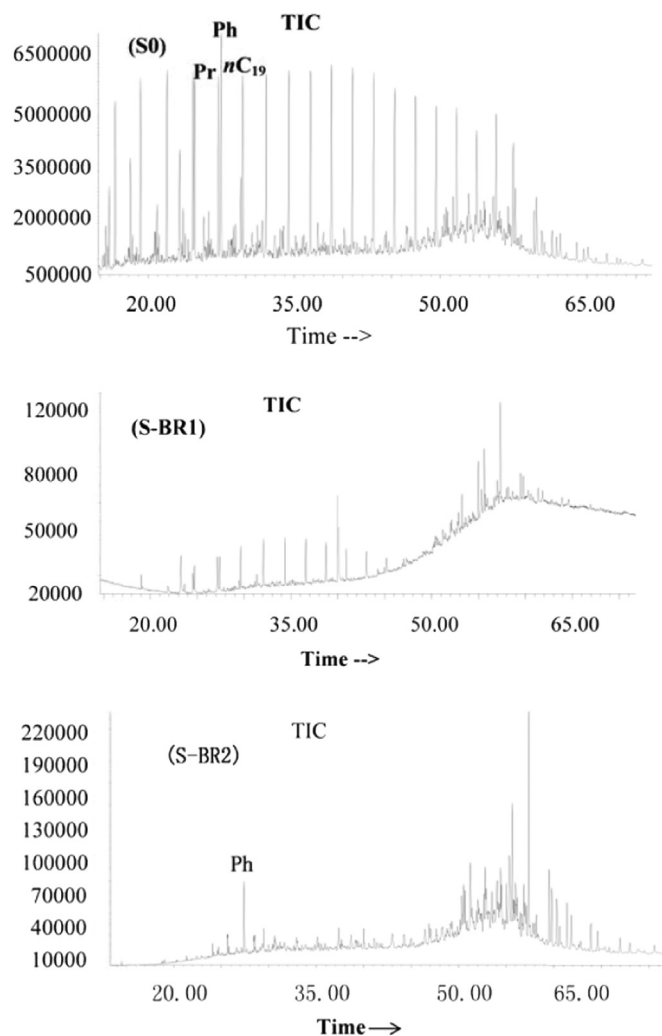 Ph
TIC
(S0)
Pr nC19
6500000
5000000
3500000
2000000
500000
20.00 35.00 50.00 65.00
Time -->
120000
TIC
(S-BR1)
80000
50000
20000
20.00 35.00 50.00 65.00
Time -->
220000
TIC
(S-BR2)
190000
160000
130000
100000
Ph
70000
40000
10000
20.00 35.00 50.00 65.00
Time→